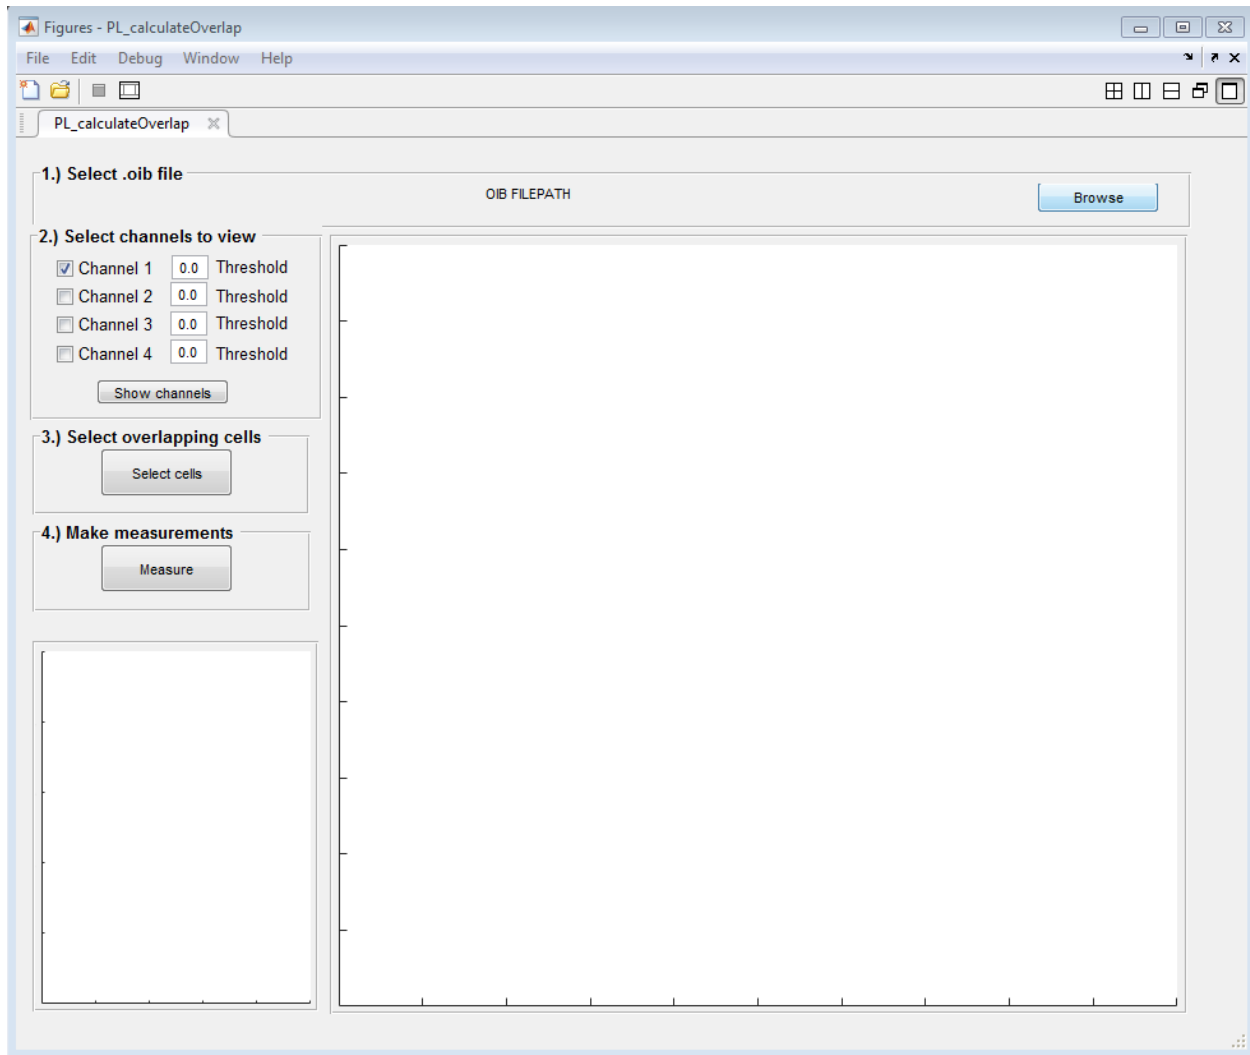 Figures - PL_calculateOverlap
File Edit Debug Window Help
PL_calculateOverlap
1.) Select .oib file
OIB FILEPATH
Browse
2.) Select channels to view
Channel 1 0.0 Threshold
Channel 2 0.0 Threshold
Channel 3 0.0 Threshold
Channel 4 0.0 Threshold
Show channels
3.) Select overlapping cells
Select cells
4.) Make measurements
Measure